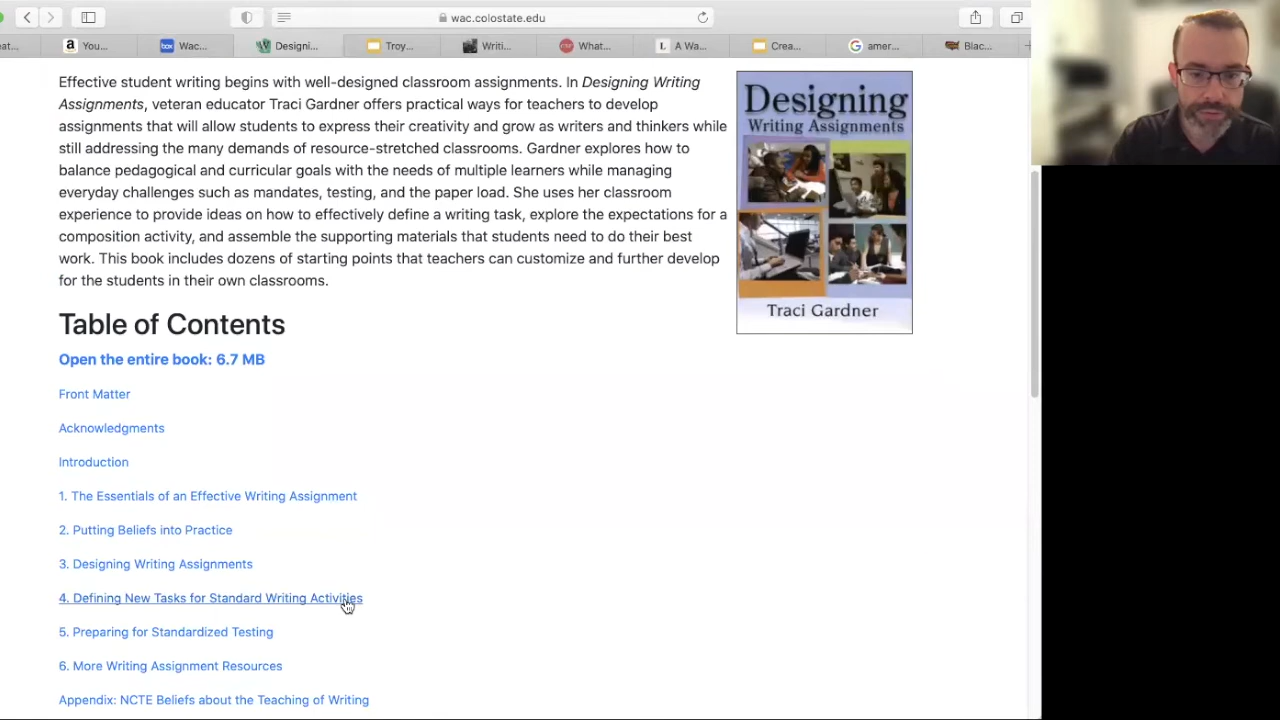 wac.colostate.edu
eat...
You...
Wac...
Designi...
Troy...
Writi...
What...
A Wa...
Crea...
amer...
Blac...
Effective student writing begins with well-designed classroom assignments. In Designing Writing
Assignments, veteran educator Traci Gardner offers practical ways for teachers to develop
assignments that will allow students to express their creativity and grow as writers and thinkers while
still addressing the many demands of resource-stretched classrooms. Gardner explores how to
balance pedagogical and curricular goals with the needs of multiple learners while managing
everyday challenges such as mandates, testing, and the paper load. She uses her classroom
experience to provide ideas on how to effectively define a writing task, explore the expectations for a
composition activity, and assemble the supporting materials that students need to do their best
work. This book includes dozens of starting points that teachers can customize and further develop
for the students in their own classrooms.
Designing
Writing Assignments
Traci Gardner
Table of Contents
Open the entire book: 6.7 MB
Front Matter
Acknowledgments
Introduction
1. The Essentials of an Effective Writing Assignment
2. Putting Beliefs into Practice
3. Designing Writing Assignments
4. Defining New Tasks for Standard Writing Activities
5. Preparing for Standardized Testing
6. More Writing Assignment Resources
Appendix: NCTE Beliefs about the Teaching of Writing